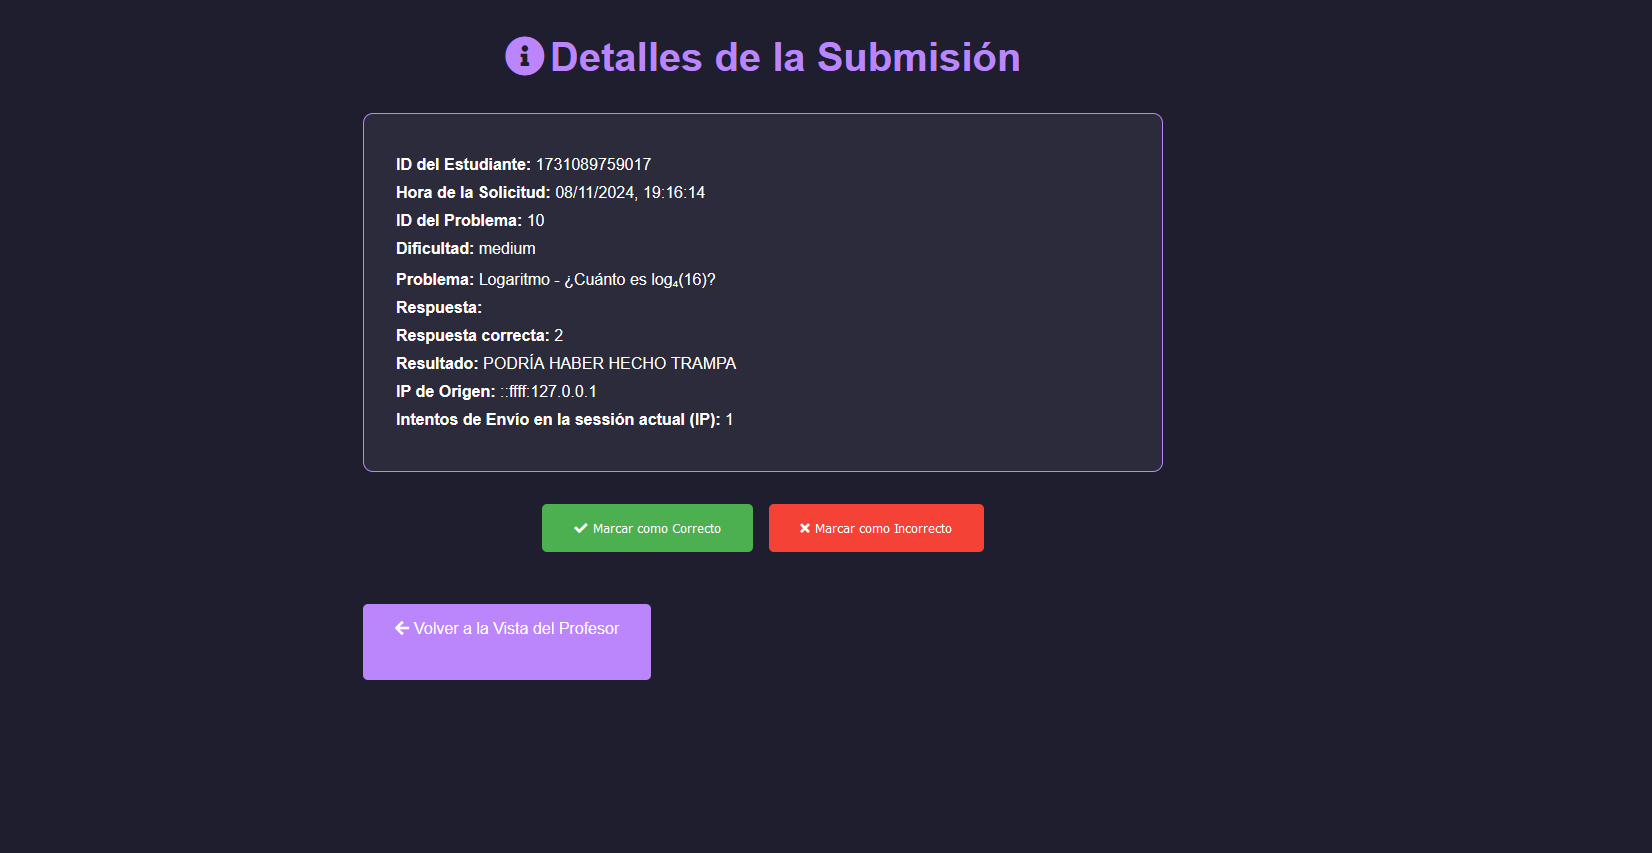 Detalles de la Submisión
ID del Estudiante: 1731089759017
Hora de la Solicitud: 08/11/2024, 19:16:14
ID del Problema: 10
Dificultad: medium
Problema: Logaritmo - ¿Cuánto es log₄(16)?
Respuesta:
Respuesta correcta: 2
Resultado: PODRÍA HABER HECHO TRAMPA
IP de Origen: ::ffff:127.0.0.1
Intentos de Envío en la sessión actual (IP): 1
Marcar como Correcto
Marcar como Incorrecto
Volver a la Vista del Profesor